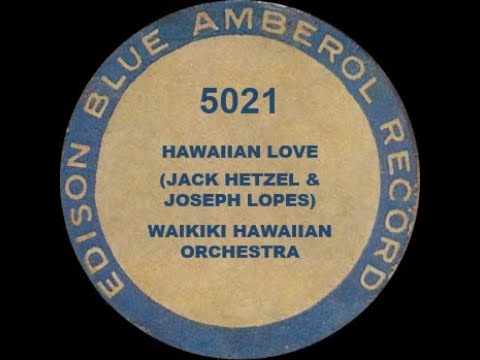 EDISON BLUE AMBEROL RECORD
5021
HAWAIIAN LOVE
(JACK HETZEL &
JOSEPH LOPES)
WAIKIKI HAWAIIAN
ORCHESTRA